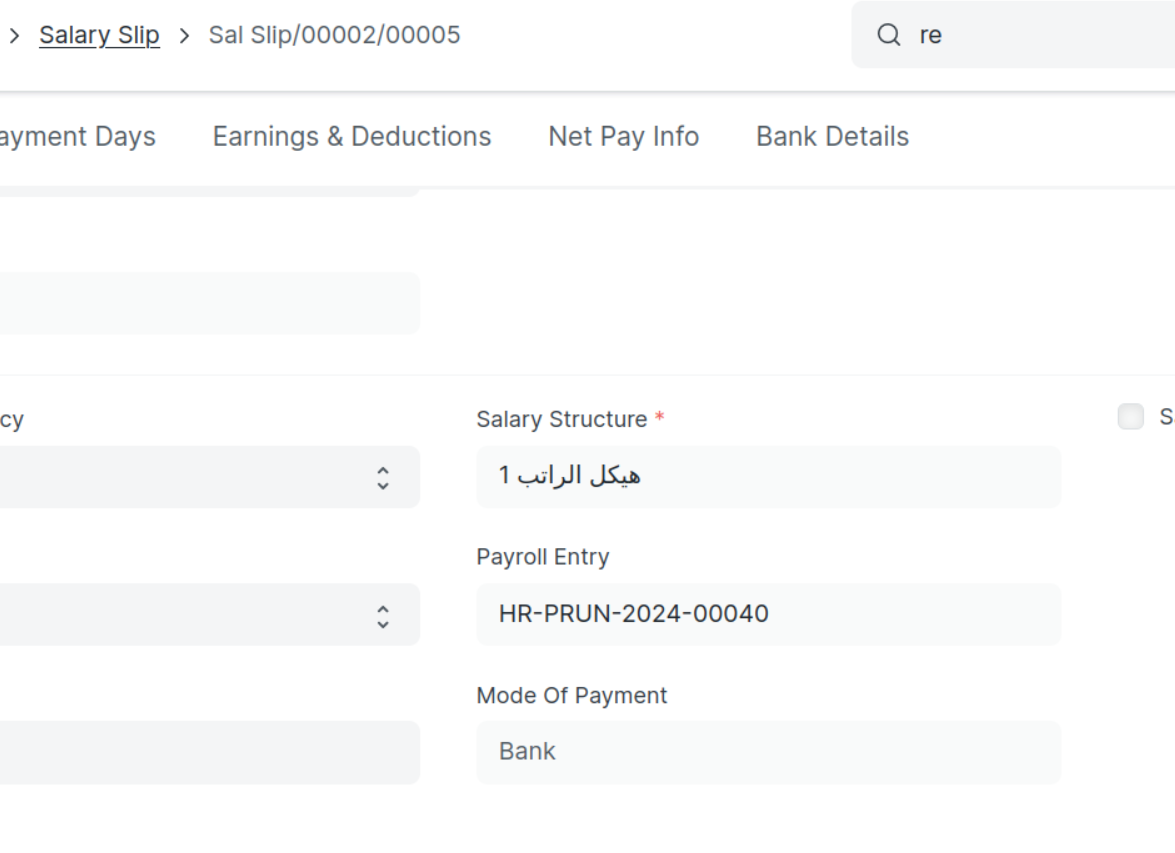 Salary Slip > Sal Slip/00002/00005
re
ayment Days Earnings & Deductions Net Pay Info Bank Details
cy
Salary Structure *
هيكل الراتب 1
Payroll Entry
HR-PRUN-2024-00040
Mode Of Payment
Bank